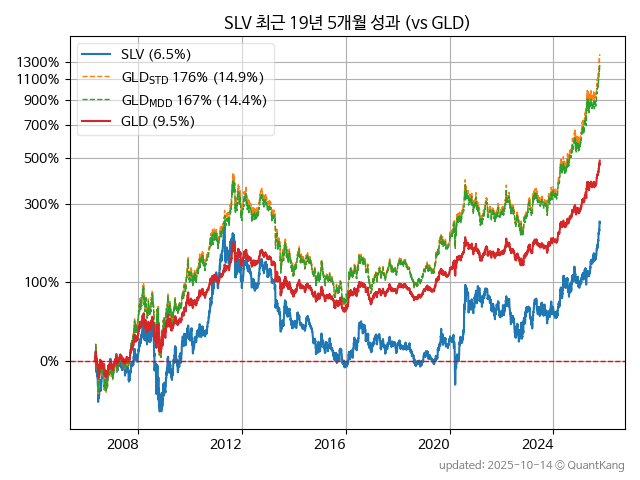 SLV 최근 19년 5개월 성과 (vs GLD)
SLV (6.5%)
GLD_STD 176% (14.9%)
GLD_MDD 167% (14.4%)
GLD (9.5%)
1300%
1100%
900%
700%
500%
300%
100%
0%
2008
2012
2016
2020
2024
updated: 2025-10-14 © QuantKang